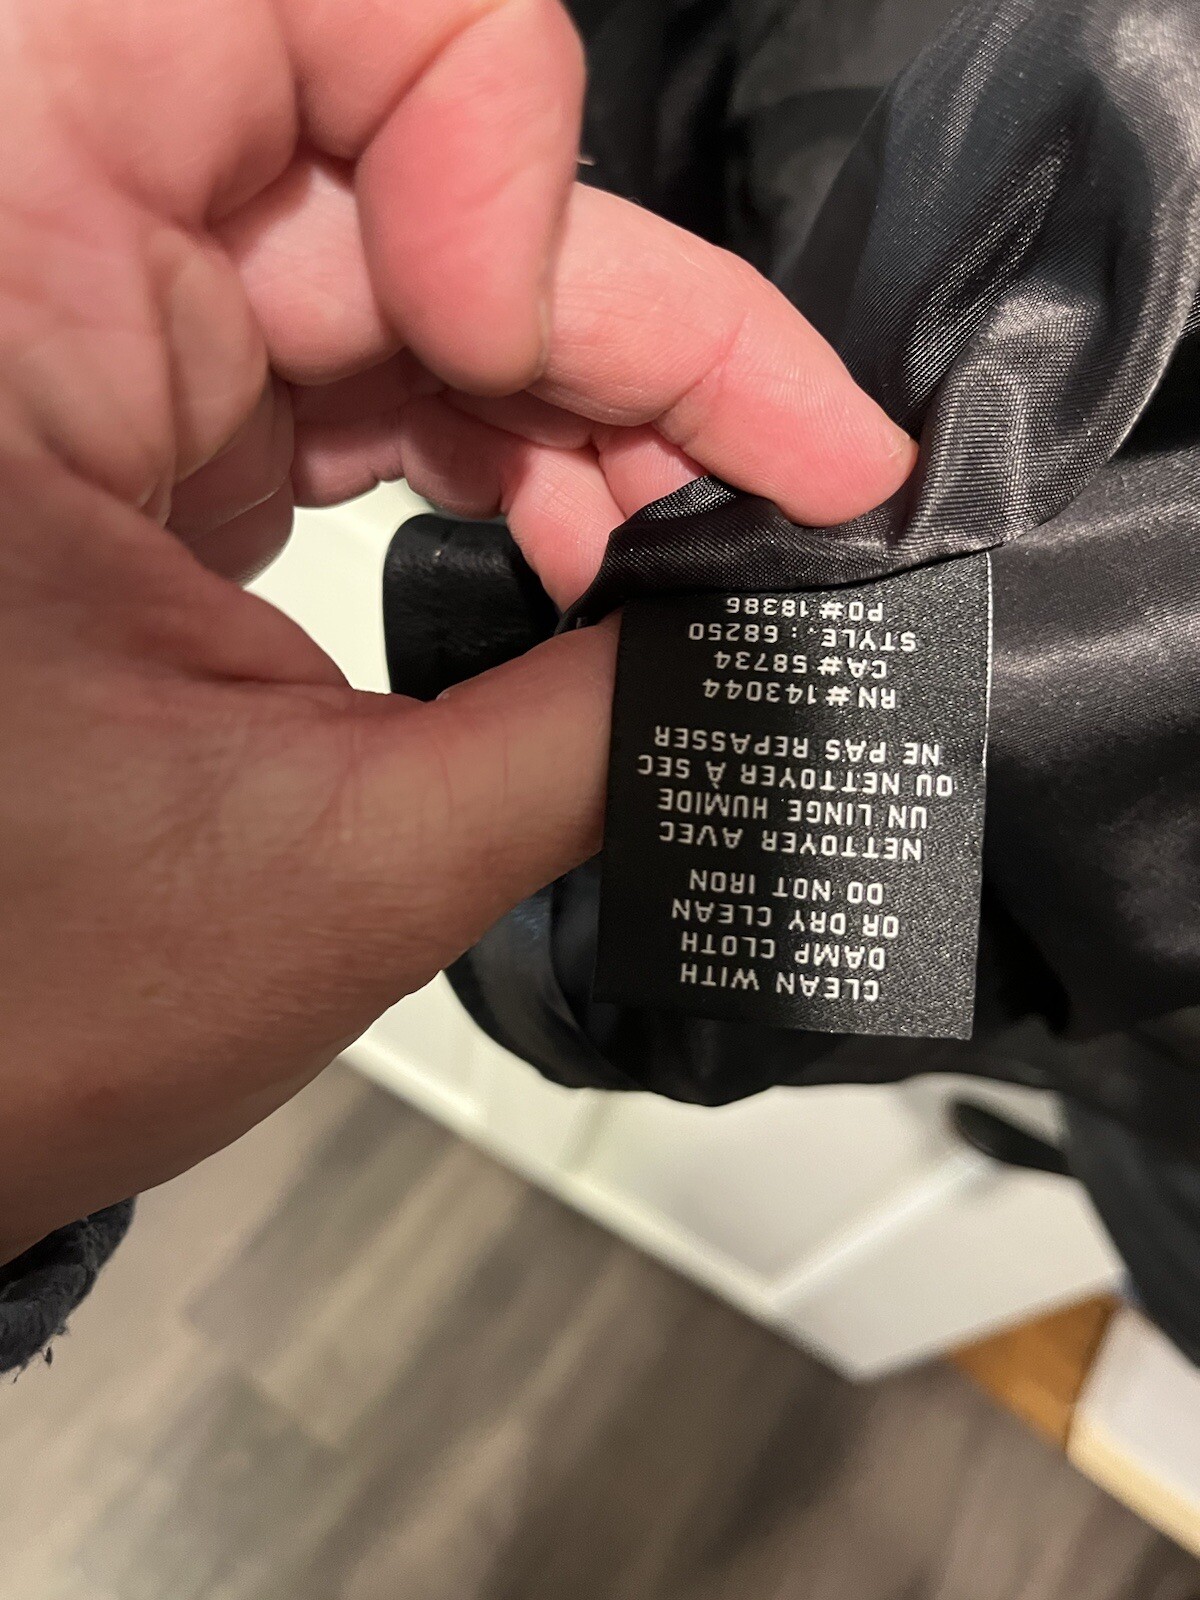 CLEAN WITH
DAMP CLOTH
OR DRY CLEAN
DO NOT IRON
NETTOYER AVEC
UN LINGE HUMIDE
OU NETTOYER À SEC
NE PAS REPASSER
RN#143044
CA#58734
STYLE.: 68250
PO#18386